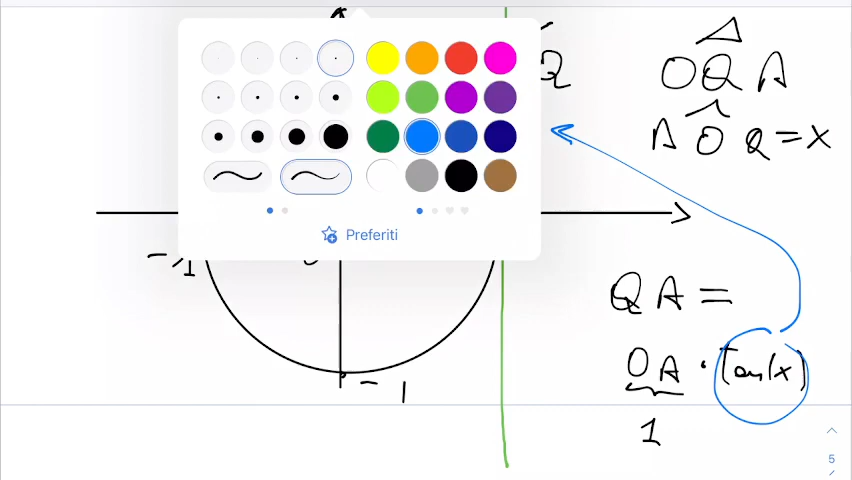 Q
OQA
AOQ=x
Preferiti
-1
QA=
OA·tan(x)
-1
1
5